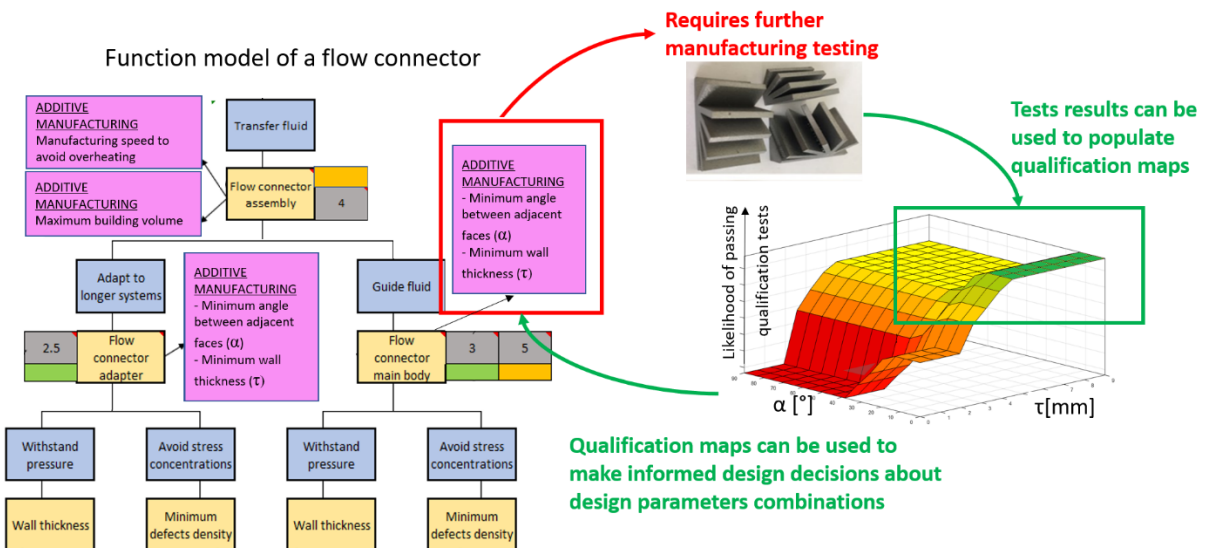 Function model of a flow connector
Requires further
manufacturing testing
Tests results can be
used to populate
qualification maps
ADDITIVE
MANUFACTURING
Manufacturing speed to
avoid overheating
ADDITIVE
MANUFACTURING
Maximum building volume
Transfer fluid
Flow connector
assembly
4
Adapt to
longer systems
ADDITIVE
MANUFACTURING
- Minimum angle
between adjacent
faces (α)
- Minimum wall
thickness (τ)
Guide fluid
ADDITIVE
MANUFACTURING
- Minimum angle
between adjacent
faces (α)
- Minimum wall
thickness (τ)
2.5
Flow
connector
adapter
Flow
connector
main body
3
5
Withstand
pressure
Avoid stress
concentrations
Withstand
pressure
Avoid stress
concentrations
Wall thickness
Minimum
defects density
Wall thickness
Minimum
defects density
Likelihood of passing
qualification tests
α [°]
τ[mm]
Qualification maps can be used to
make informed design decisions about
design parameters combinations